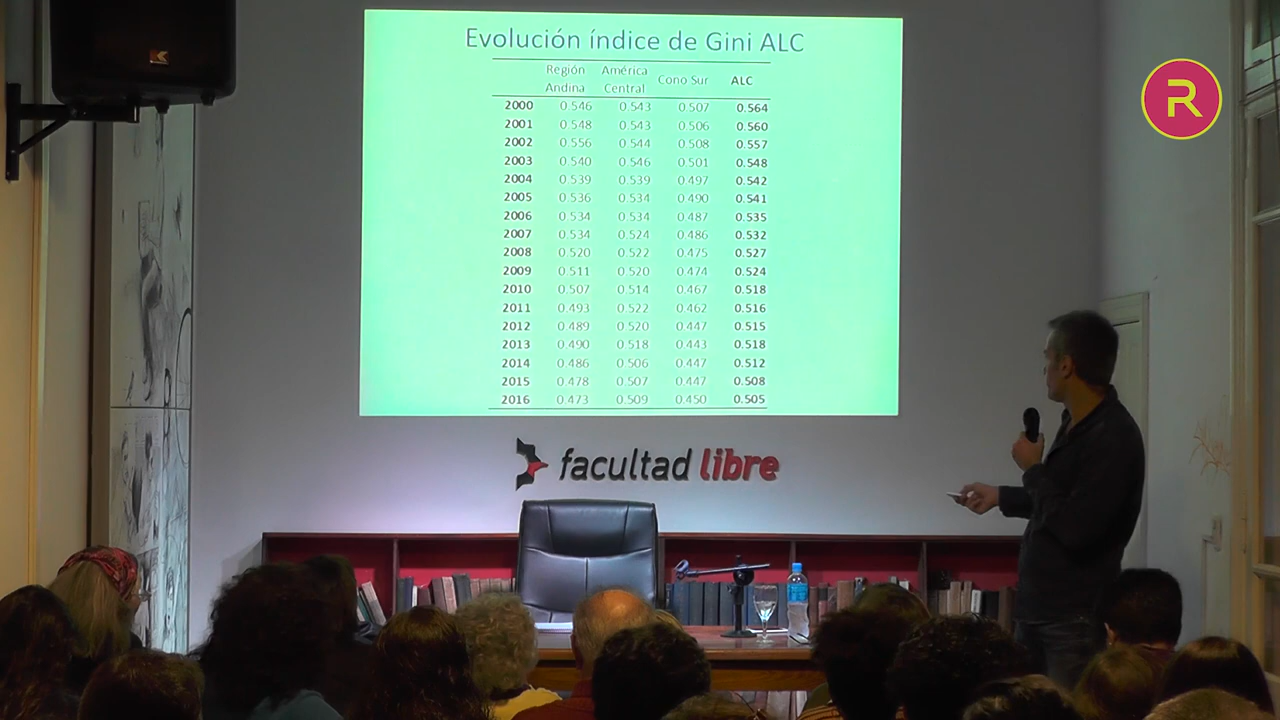 Evolución índice de Gini ALC
Región Andina América Central Cono Sur ALC
2000 0.546 0.543 0.507 0.564
2001 0.548 0.543 0.506 0.560
2002 0.556 0.544 0.508 0.557
2003 0.540 0.546 0.501 0.548
2004 0.539 0.539 0.497 0.542
2005 0.536 0.534 0.490 0.541
2006 0.534 0.534 0.487 0.535
2007 0.534 0.524 0.486 0.532
2008 0.520 0.522 0.475 0.527
2009 0.511 0.520 0.474 0.524
2010 0.507 0.514 0.467 0.518
2011 0.493 0.522 0.462 0.516
2012 0.489 0.520 0.447 0.515
2013 0.490 0.518 0.443 0.518
2014 0.486 0.506 0.447 0.512
2015 0.478 0.507 0.447 0.508
2016 0.473 0.509 0.450 0.505
R
facultad libre